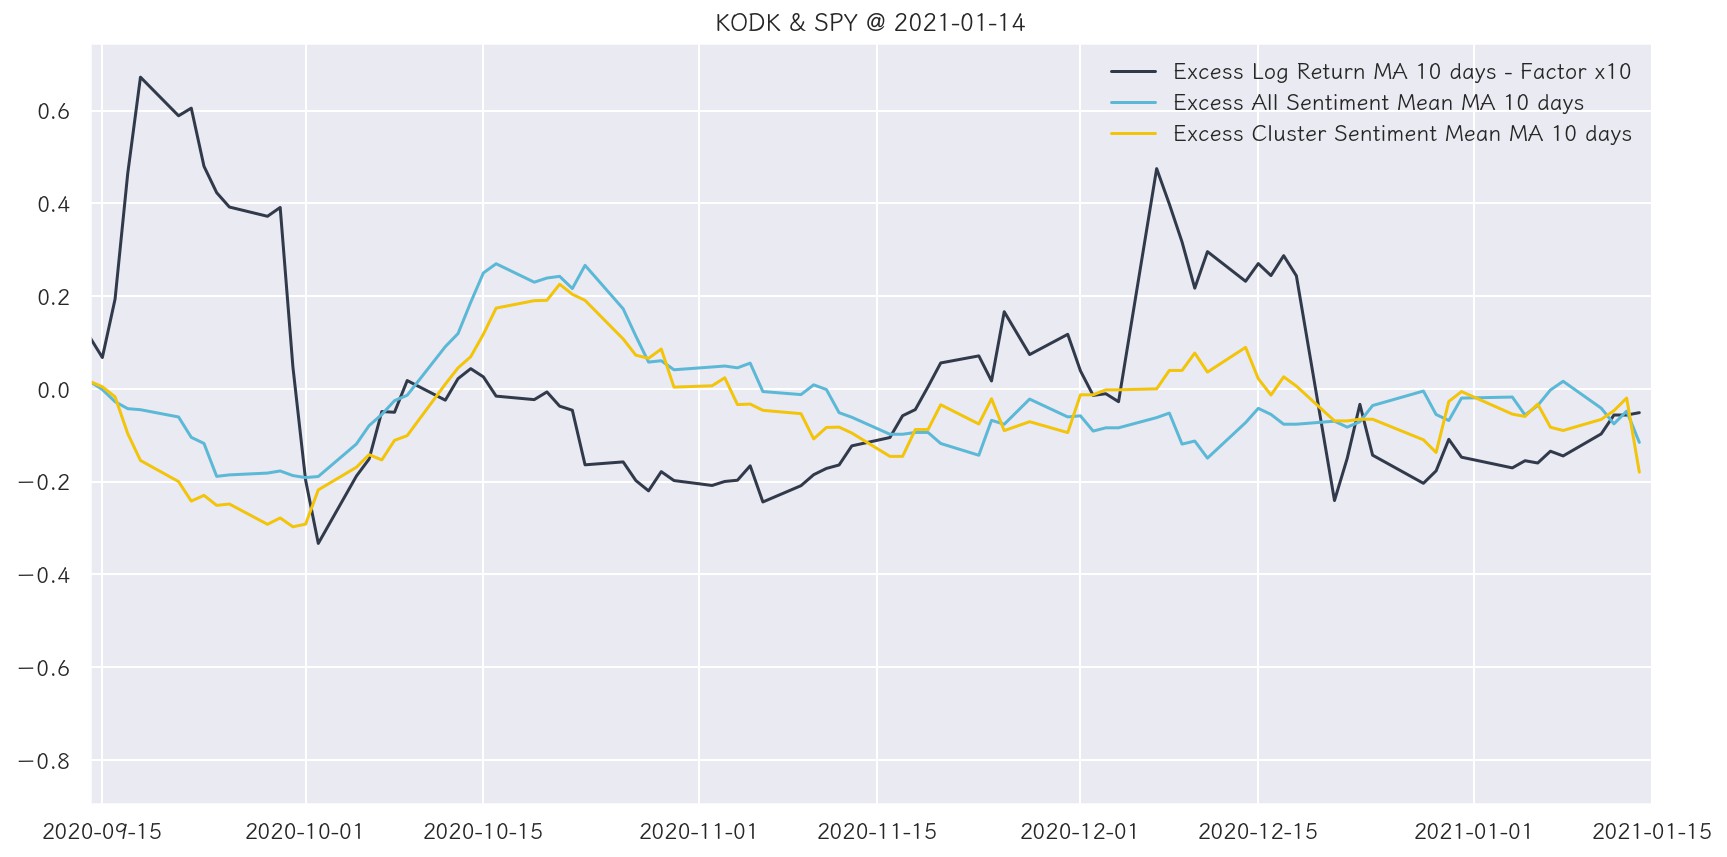 KODK & SPY @ 2021-01-14
Excess Log Return MA 10 days - Factor x10
Excess All Sentiment Mean MA 10 days
Excess Cluster Sentiment Mean MA 10 days
0.6
0.4
0.2
0.0
−0.2
−0.4
−0.6
−0.8
2020-09-15 2020-10-01 2020-10-15 2020-11-01 2020-11-15 2020-12-01 2020-12-15 2021-01-01 2021-01-15